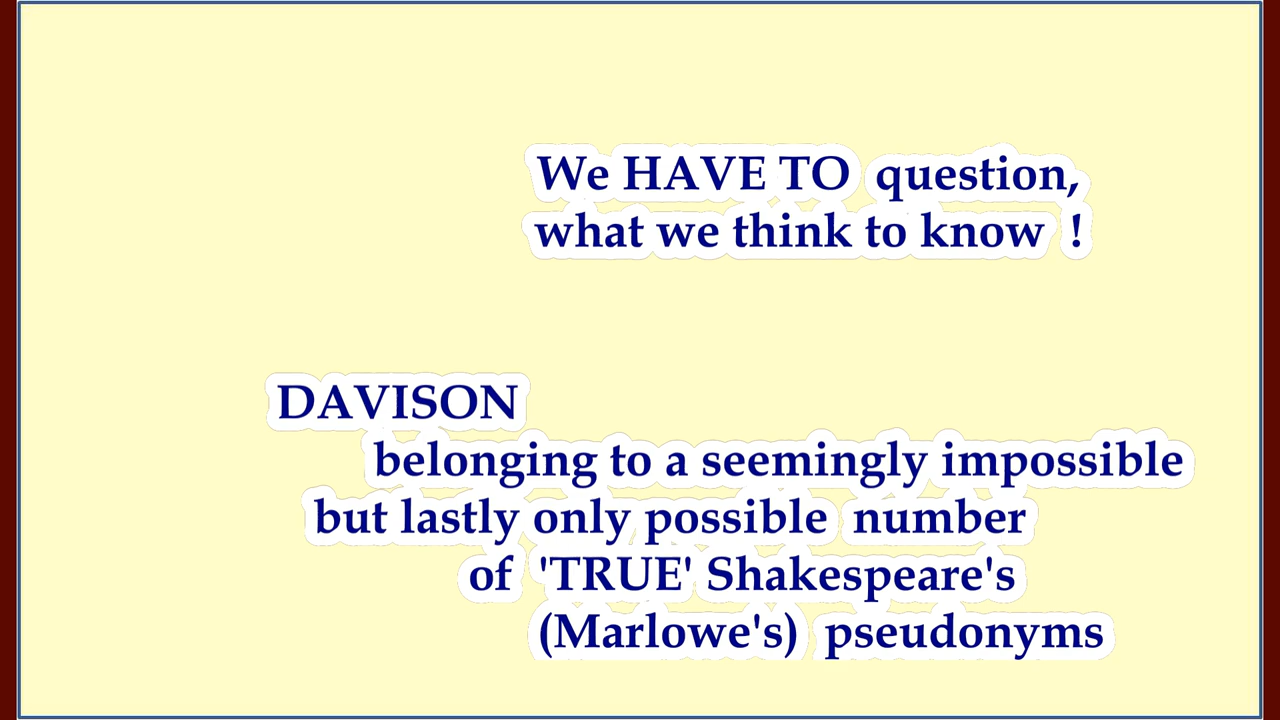 We HAVE TO question,
what we think to know !
DAVISON
belonging to a seemingly impossible
but lastly only possible number
of 'TRUE' Shakespeare's
(Marlowe's) pseudonyms